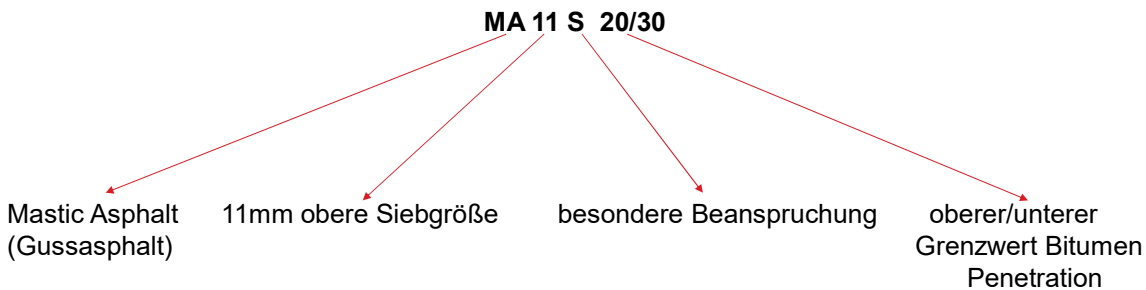 MA 11 S 20/30
Mastic Asphalt
(Gussasphalt)
11mm obere Siebgröße
besondere Beanspruchung
oberer/unterer
Grenzwert Bitumen
Penetration